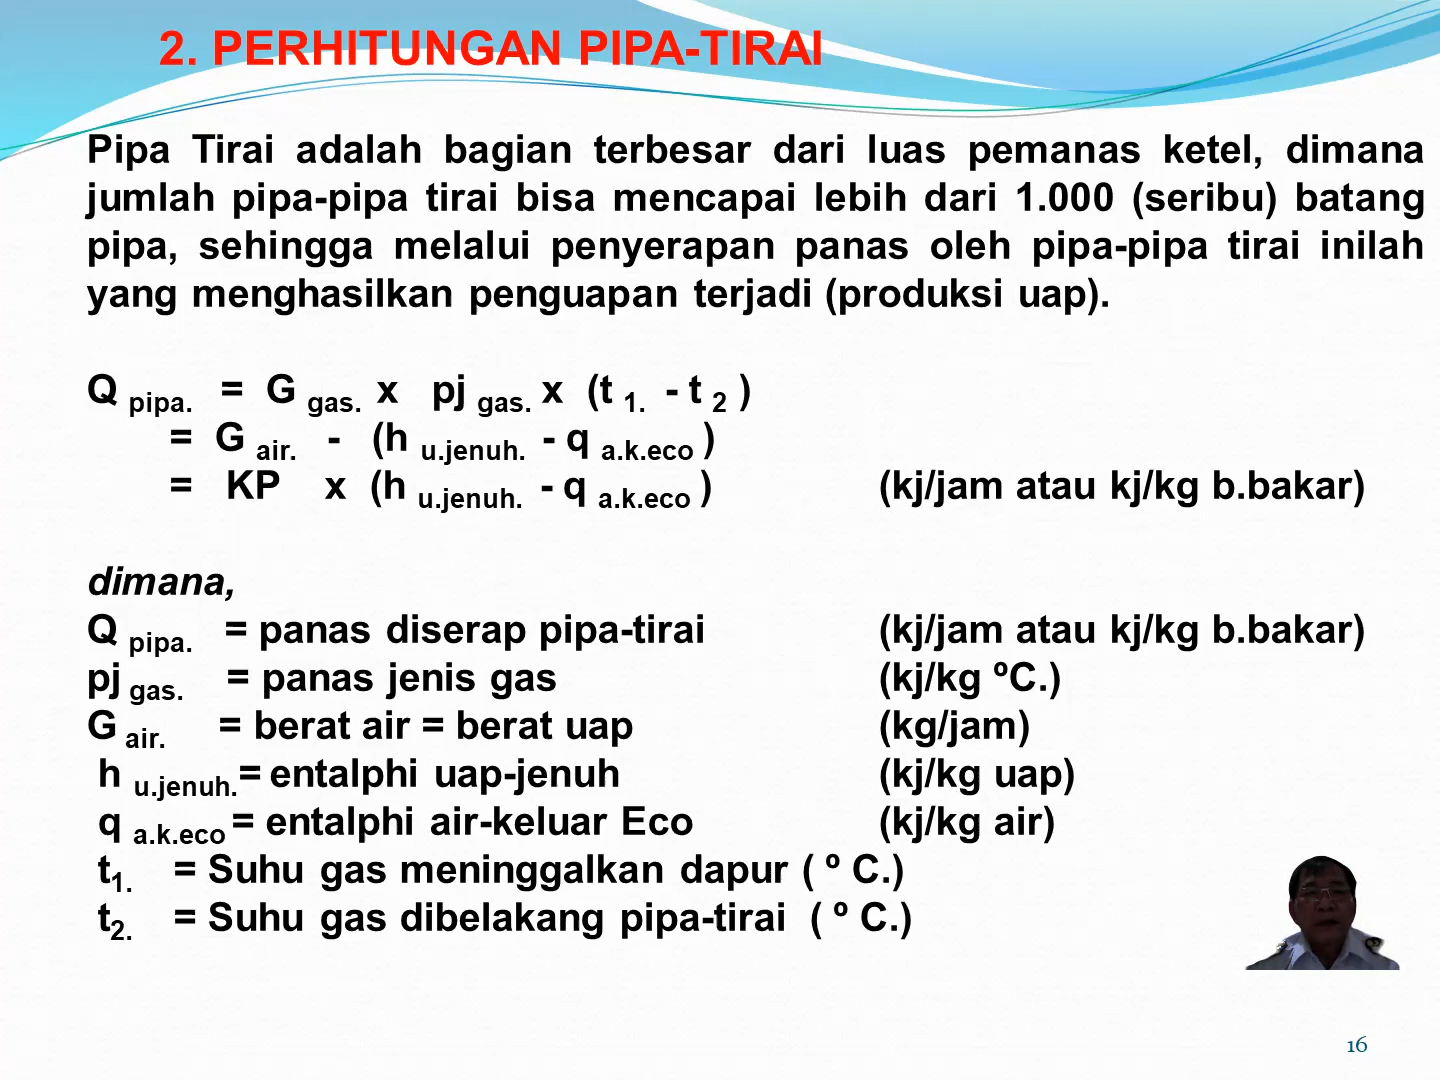 2. PERHITUNGAN PIPA-TIRAI
Pipa Tirai adalah bagian terbesar dari luas pemanas ketel, dimana
jumlah pipa-pipa tirai bisa mencapai lebih dari 1.000 (seribu) batang
pipa, sehingga melalui penyerapan panas oleh pipa-pipa tirai inilah
yang menghasilkan penguapan terjadi (produksi uap).
Q pipa. = G gas. x pj gas. x (t 1. - t 2 )
= G air. - (h u.jenuh. - q a.k.eco )
= KP x (h u.jenuh. - q a.k.eco ) (kj/jam atau kj/kg b.bakar)
dimana,
Q pipa. = panas diserap pipa-tirai (kj/jam atau kj/kg b.bakar)
pj gas. = panas jenis gas (kj/kg ºC.)
G air. = berat air = berat uap (kg/jam)
h u.jenuh. = entalphi uap-jenuh (kj/kg uap)
q a.k.eco = entalphi air-keluar Eco (kj/kg air)
t1. = Suhu gas meninggalkan dapur ( º C.)
t2. = Suhu gas dibelakang pipa-tirai ( º C.)
16